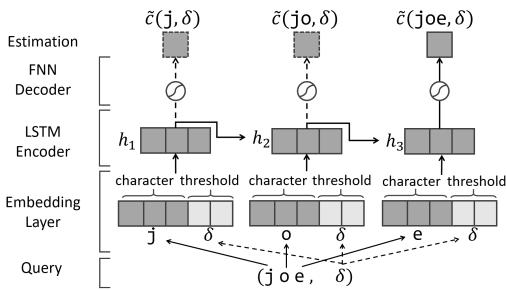 c̃(j, δ) c̃(jo, δ) c̃(joe, δ)
Estimation
FNN
Decoder
LSTM
Encoder
h₁ h₂ h₃
character threshold character threshold character threshold
Embedding
Layer
j δ o δ e δ
Query
(joe, δ)